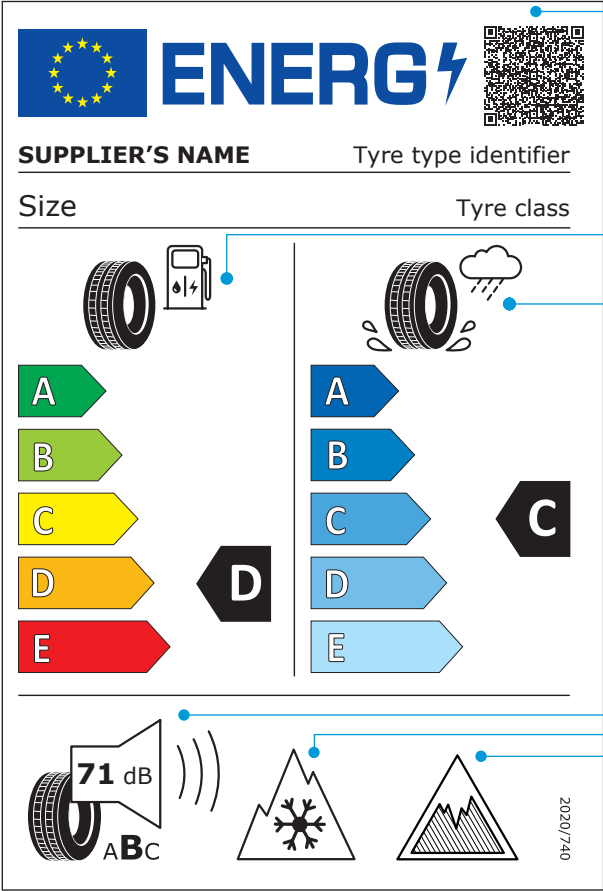 ENERG
SUPPLIER'S NAME Tyre type identifier
Size Tyre class
A A
B B
C C C
D D D
E E
71 dB
ABC
2020/740